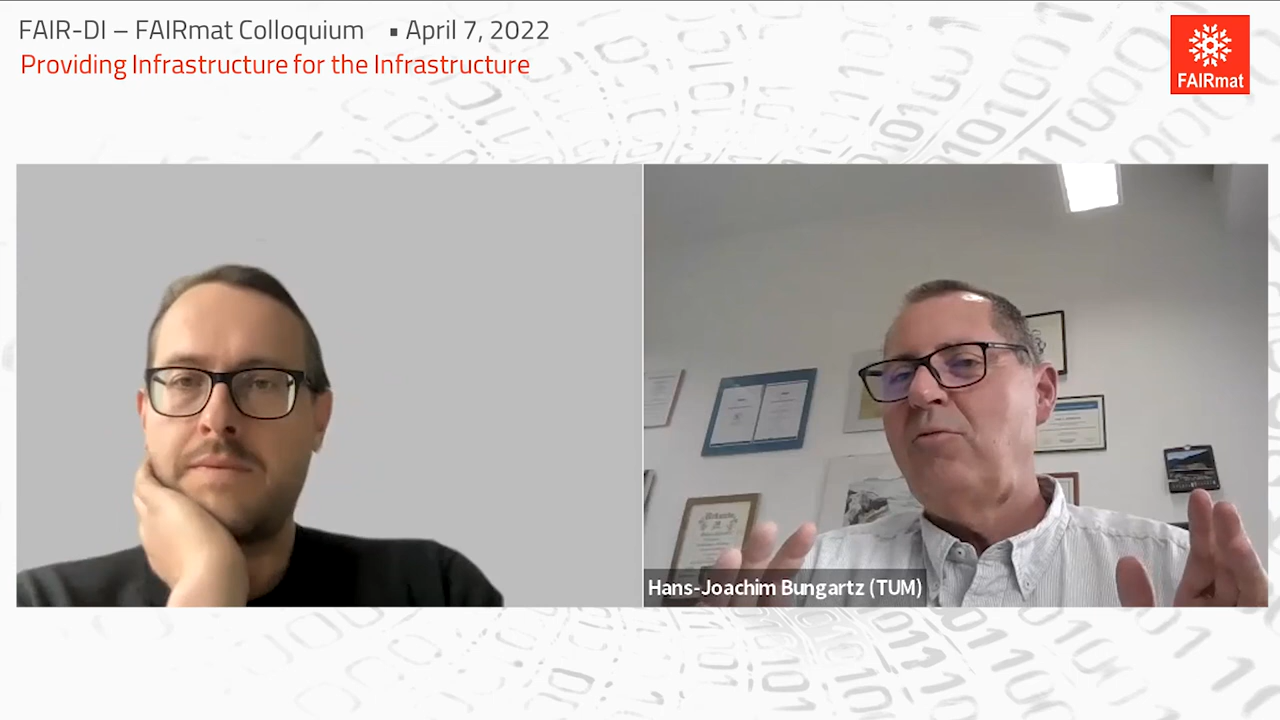 FAIR-DI – FAIRmat Colloquium ▪ April 7, 2022
Providing Infrastructure for the Infrastructure
FAIRmat
Hans-Joachim Bungartz (TUM)